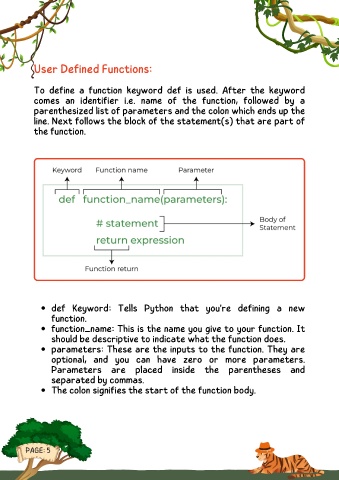 User Defined Functions:
To define a function keyword def is used. After the keyword
comes an identifier i.e. name of the function, followed by a
parenthesized list of parameters and the colon which ends up the
line. Next follows the block of the statement(s) that are part of
the function.
Keyword Function name Parameter
def function_name(parameters):
# statement
Body of
Statement
return expression
Function return
• def Keyword: Tells Python that you're defining a new
function.
• function_name: This is the name you give to your function. It
should be descriptive to indicate what the function does.
• parameters: These are the inputs to the function. They are
optional, and you can have zero or more parameters.
Parameters are placed inside the parentheses and
separated by commas.
• The colon signifies the start of the function body.
PAGE: 5